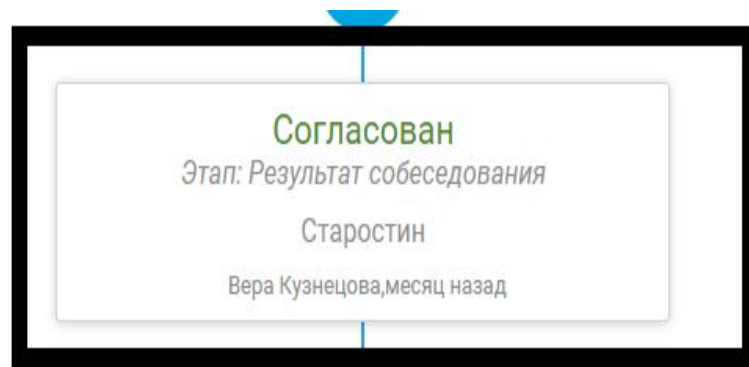 Согласован
Этап: Результат собеседования
Старостин
Вера Кузнецова,месяц назад